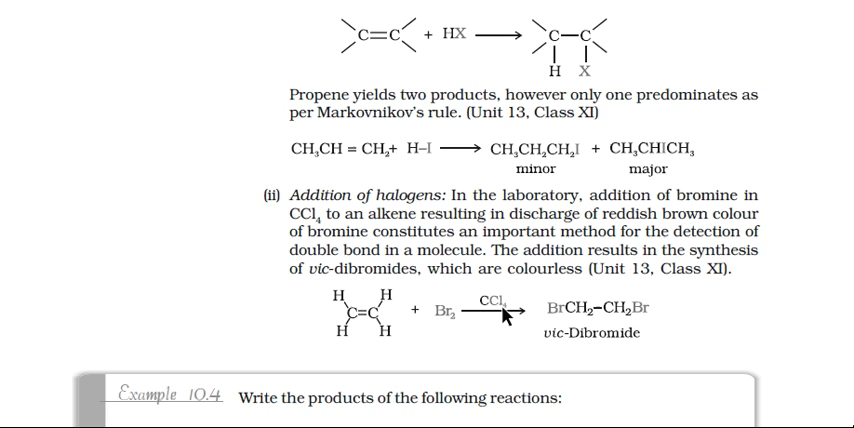 C=C + HX ⟶ C—C
H X
Propene yields two products, however only one predominates as
per Markovnikov's rule. (Unit 13, Class XI)
CH₃CH = CH₂+ H–I ⟶ CH₃CH₂CH₂I + CH₃CHICH₃
minor major
(ii) Addition of halogens: In the laboratory, addition of bromine in
CCl₄ to an alkene resulting in discharge of reddish brown colour
of bromine constitutes an important method for the detection of
double bond in a molecule. The addition results in the synthesis
of vic-dibromides, which are colourless (Unit 13, Class XI).
H H
C=C + Br₂ CCl₄ ⟶ BrCH₂–CH₂Br
H H vic-Dibromide
Example 10.4 Write the products of the following reactions: